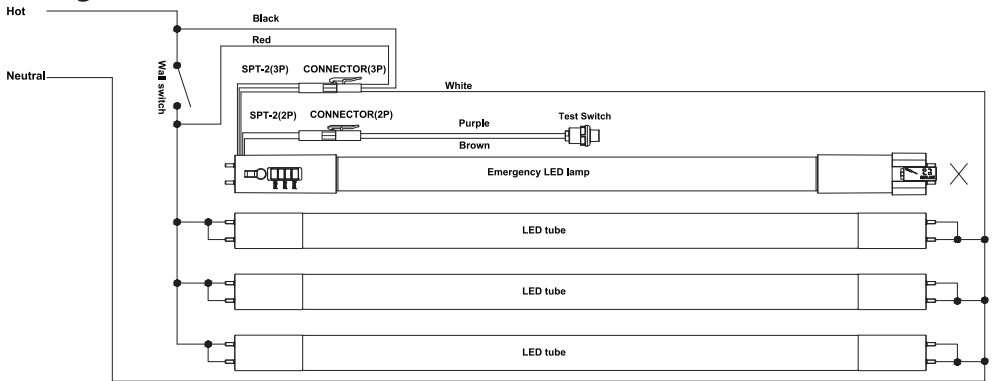 Hot
Black
Red
SPT-2(3P) CONNECTOR(3P)
Neutral
Wall switch
White
SPT-2(2P) CONNECTOR(2P)
Purple
Test Switch
Brown
Emergency LED lamp
LED tube
LED tube
LED tube